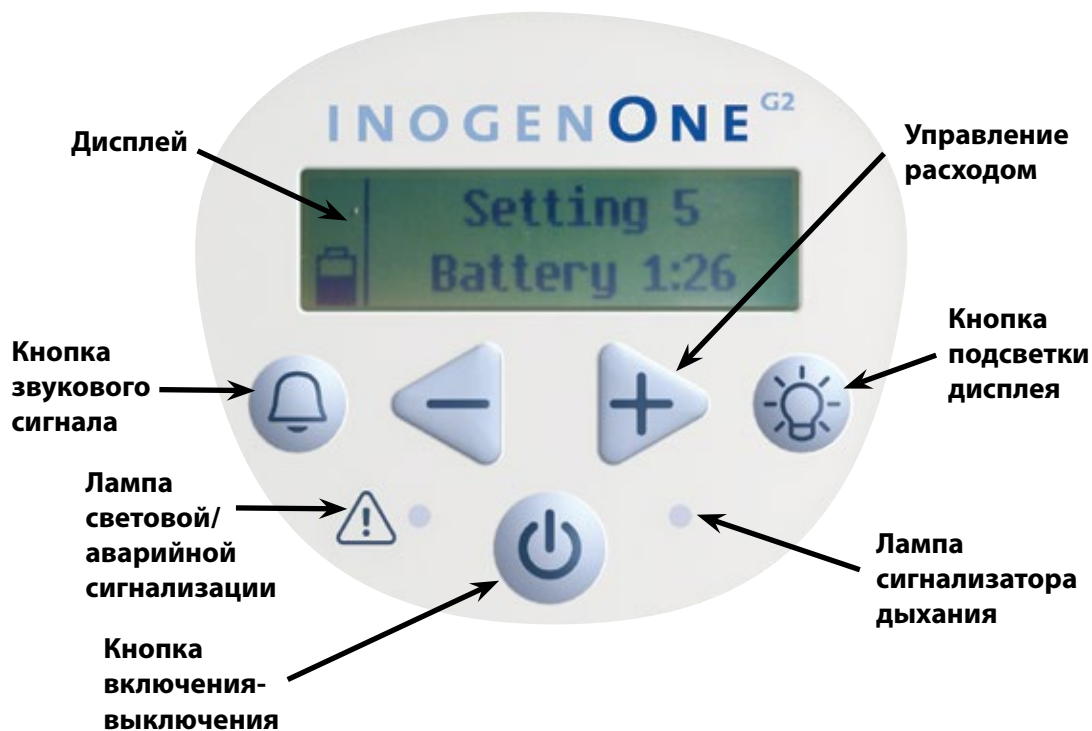 INOGENONE G2
Дисплей
Управление
расходом
Setting 5
Battery 1:26
Кнопка
звукового
сигнала
Кнопка
подсветки
дисплея
Лампа
световой/
аварийной
сигнализации
Лампа
сигнализатора
дыхания
Кнопка
включения-
выключения